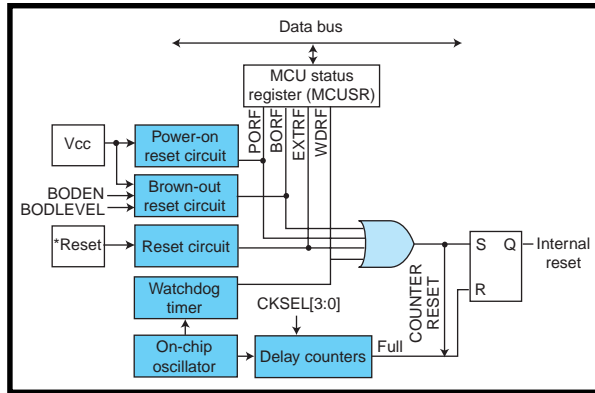 Data bus
MCU status
register (MCUSR)
PORF
BORF
EXTRF
WDRF
Vcc
Power-on
reset circuit
BODEN
BODLEVEL
Brown-out
reset circuit
*Reset
Reset circuit
S
Q
Internal
reset
R
Watchdog
timer
CKSEL[3:0]
COUNTER
RESET
On-chip
oscillator
Delay counters
Full